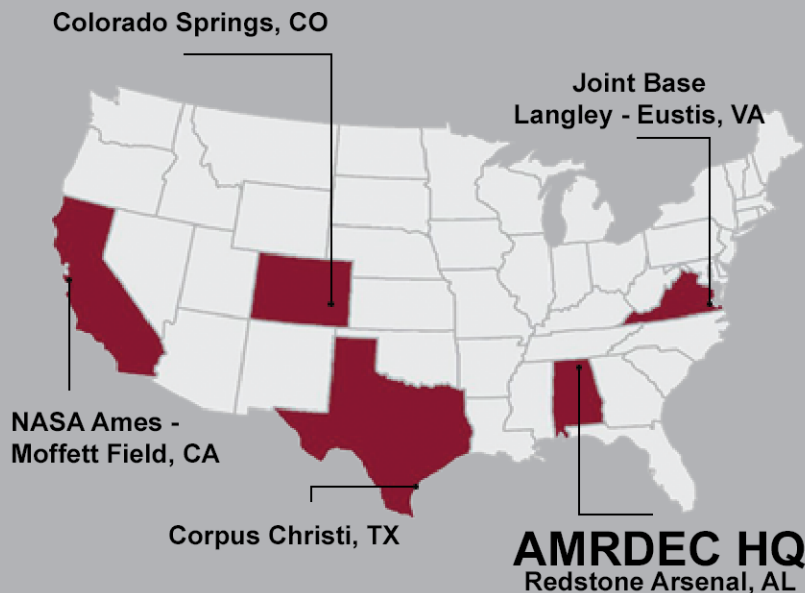 Colorado Springs, CO
Joint Base
Langley - Eustis, VA
NASA Ames -
Moffett Field, CA
Corpus Christi, TX
AMRDEC HQ
Redstone Arsenal, AL